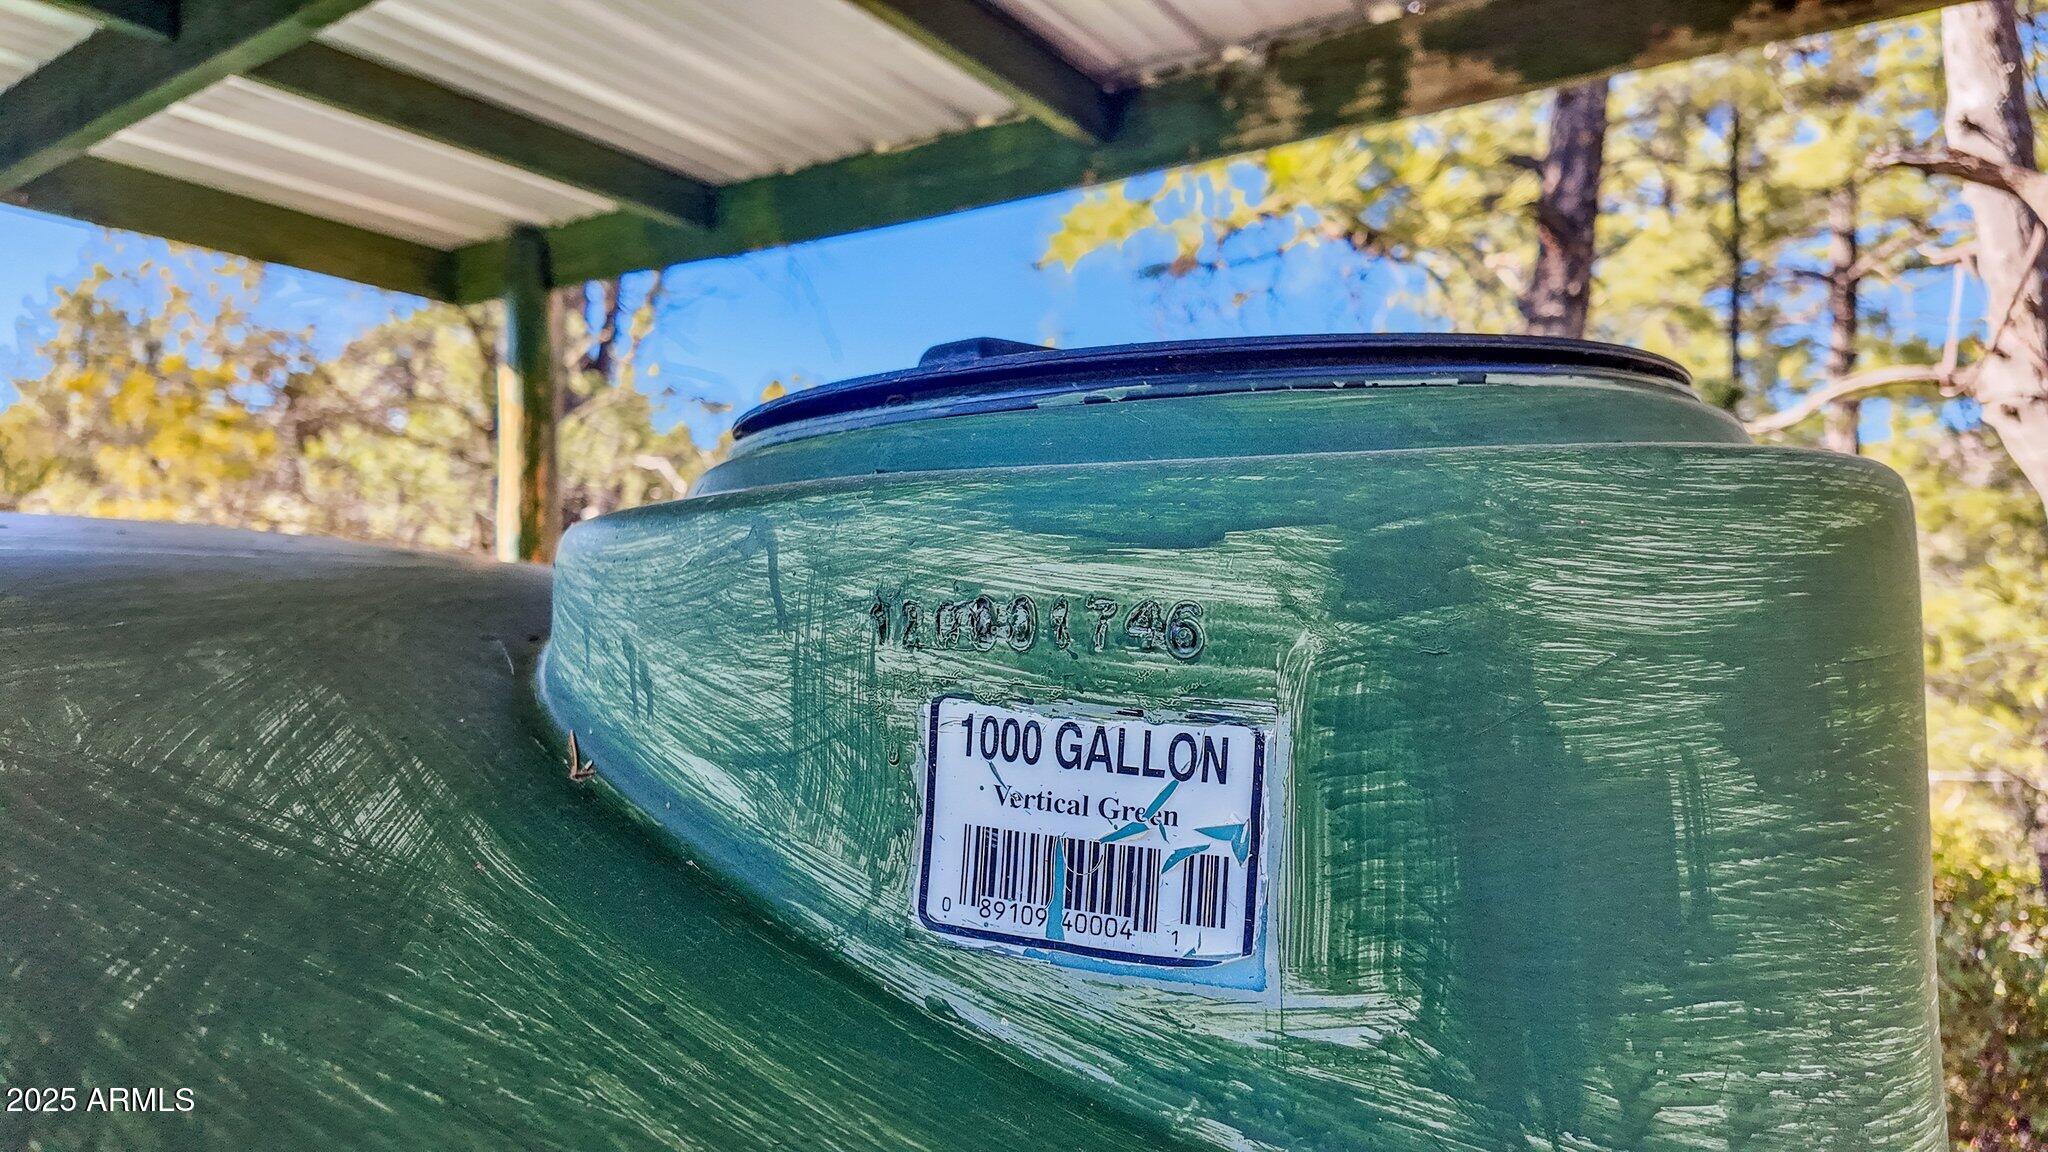 1000 GALLON
Vertical Green
0 89109 40004 1
2025 ARMLS